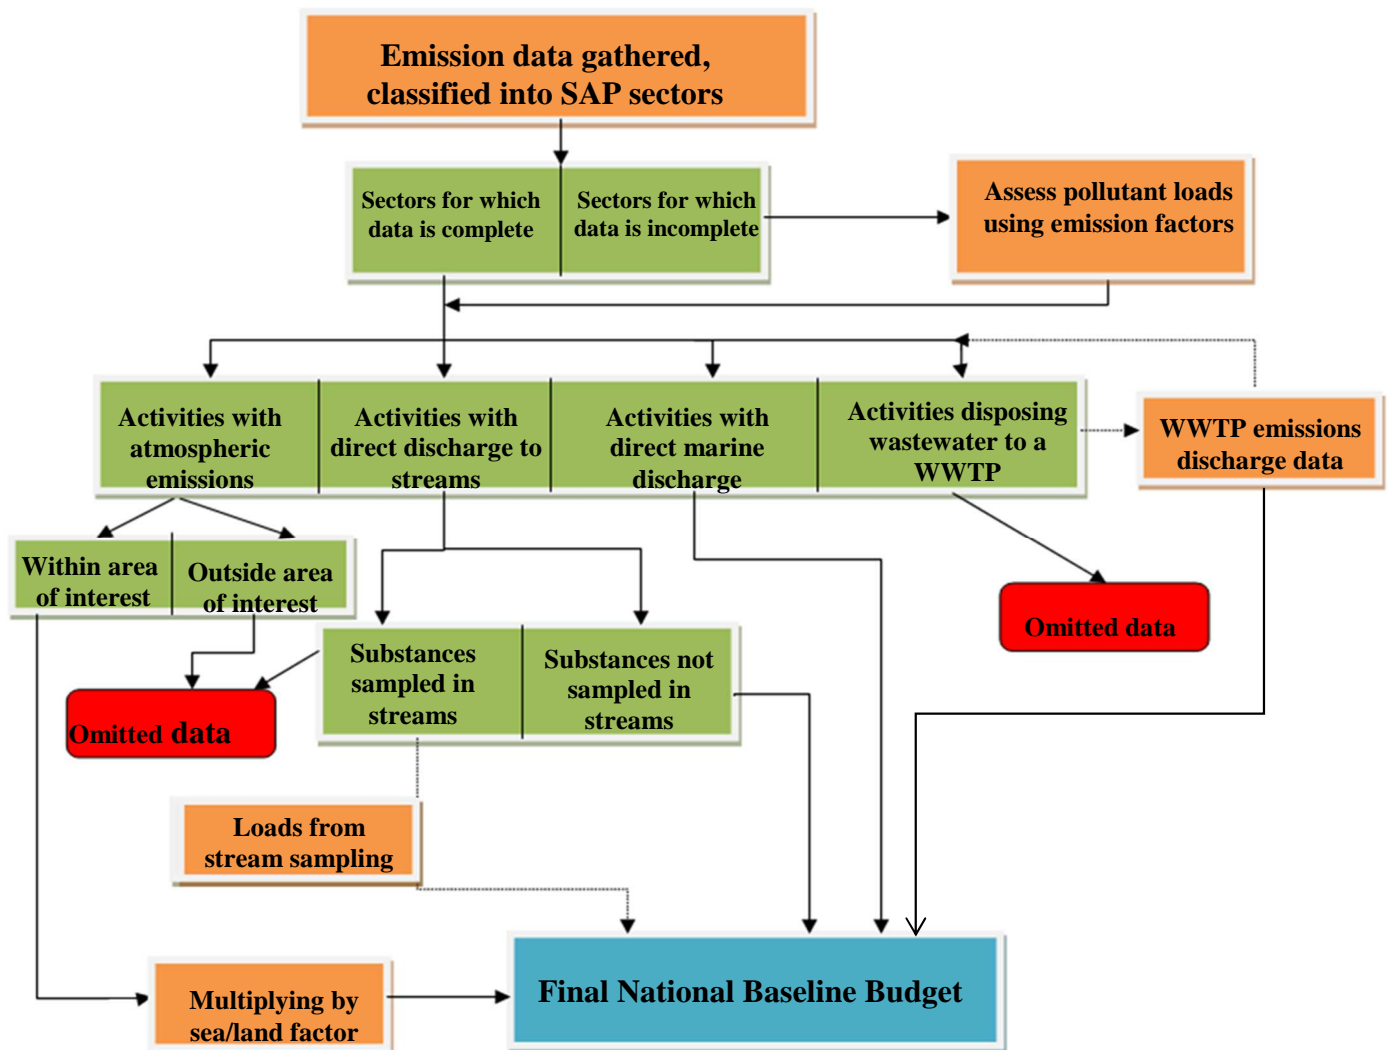 Emission data gathered,
classified into SAP sectors
Sectors for which
data is complete
Sectors for which
data is incomplete
Assess pollutant loads
using emission factors
Activities with
atmospheric
emissions
Activities with
direct discharge to
streams
Activities with
direct marine
discharge
Activities disposing
wastewater to a
WWTP
WWTP emissions
discharge data
Within area
of interest
Outside area
of interest
Omitted data
Substances
sampled in
streams
Substances not
sampled in
streams
Omitted data
Loads from
stream sampling
Multiplying by
sea/land factor
Final National Baseline Budget